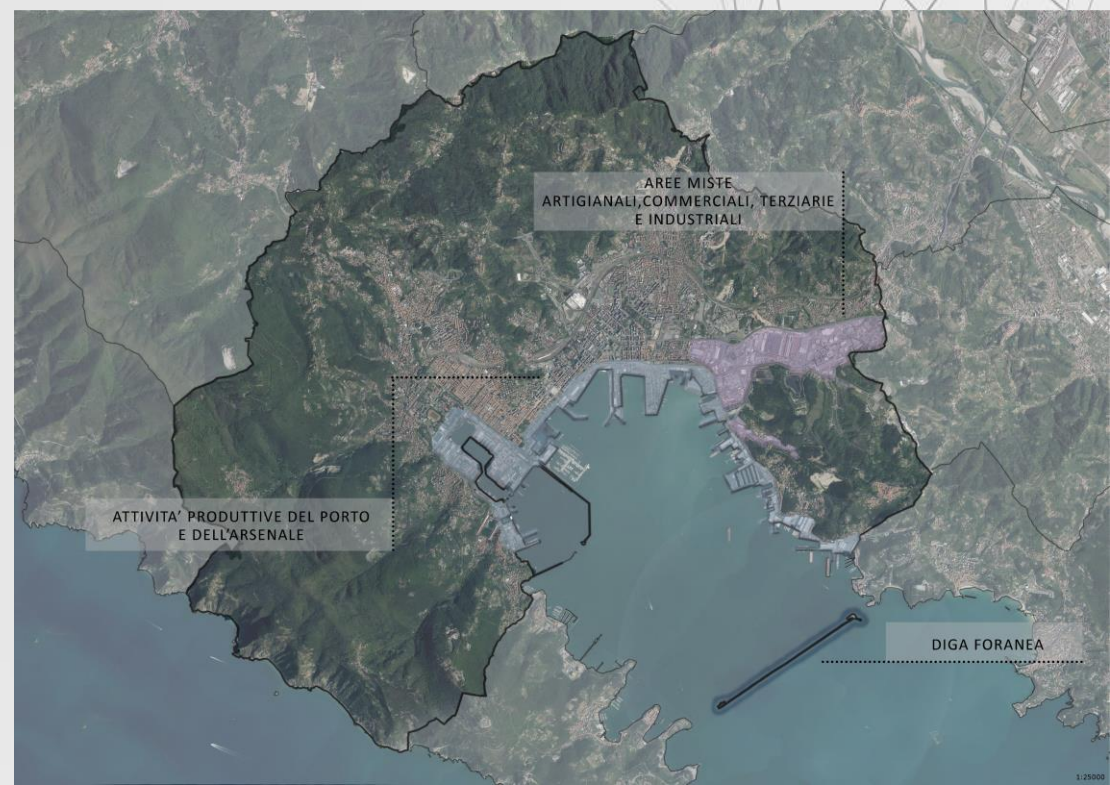 AREE MISTE
ARTIGIANALI,COMMERCIALI, TERZIARIE
E INDUSTRIALI
ATTIVITA’ PRODUTTIVE DEL PORTO
E DELL’ARSENALE
DIGA FORANEA
1:25000